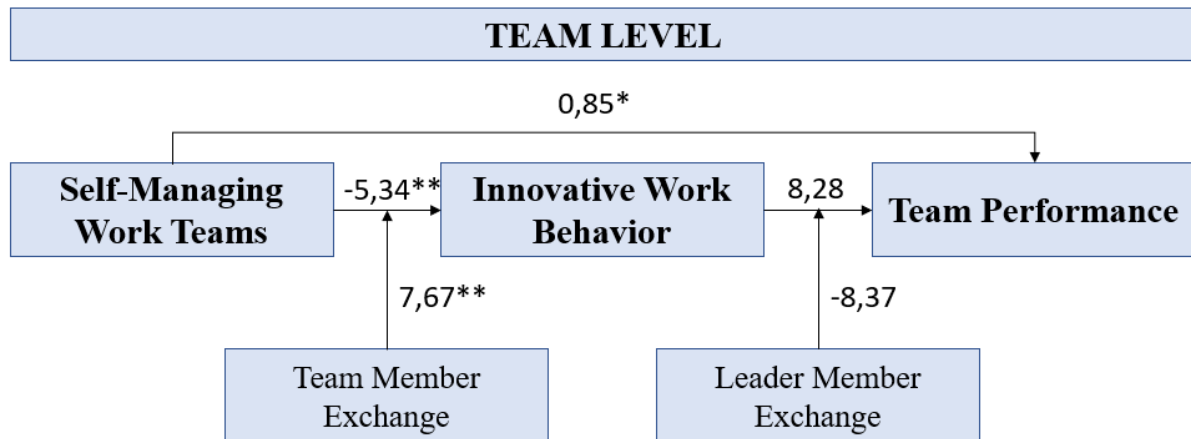 TEAM LEVEL
0,85*
Self-Managing
Work Teams
-5,34**
Innovative Work
Behavior
8,28
Team Performance
7,67**
-8,37
Team Member
Exchange
Leader Member
Exchange